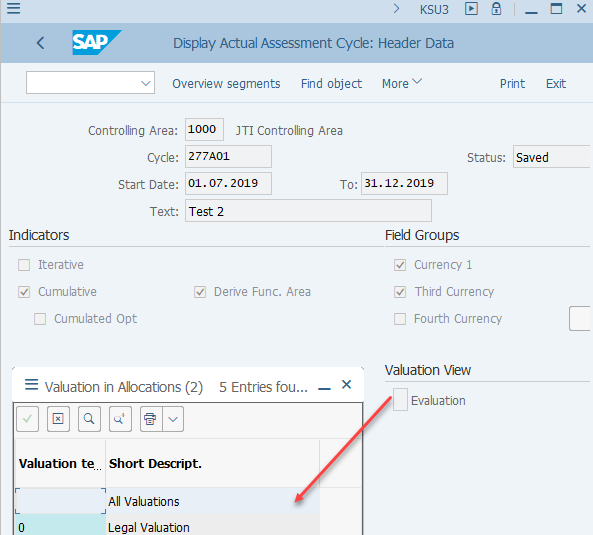 KSU3
SAP Display Actual Assessment Cycle: Header Data
Overview segments Find object More Print Exit
Controlling Area: 1000 JTI Controlling Area
Cycle: 277A01 Status: Saved
Start Date: 01.07.2019 To: 31.12.2019
Text: Test 2
Indicators Field Groups
Iterative Currency 1
Cumulative Derive Func. Area Third Currency
Cumulated Opt Fourth Currency
Valuation View
Valuation in Allocations (2) 5 Entries fou...
Evaluation
Valuation te... Short Descript.
All Valuations
0 Legal Valuation